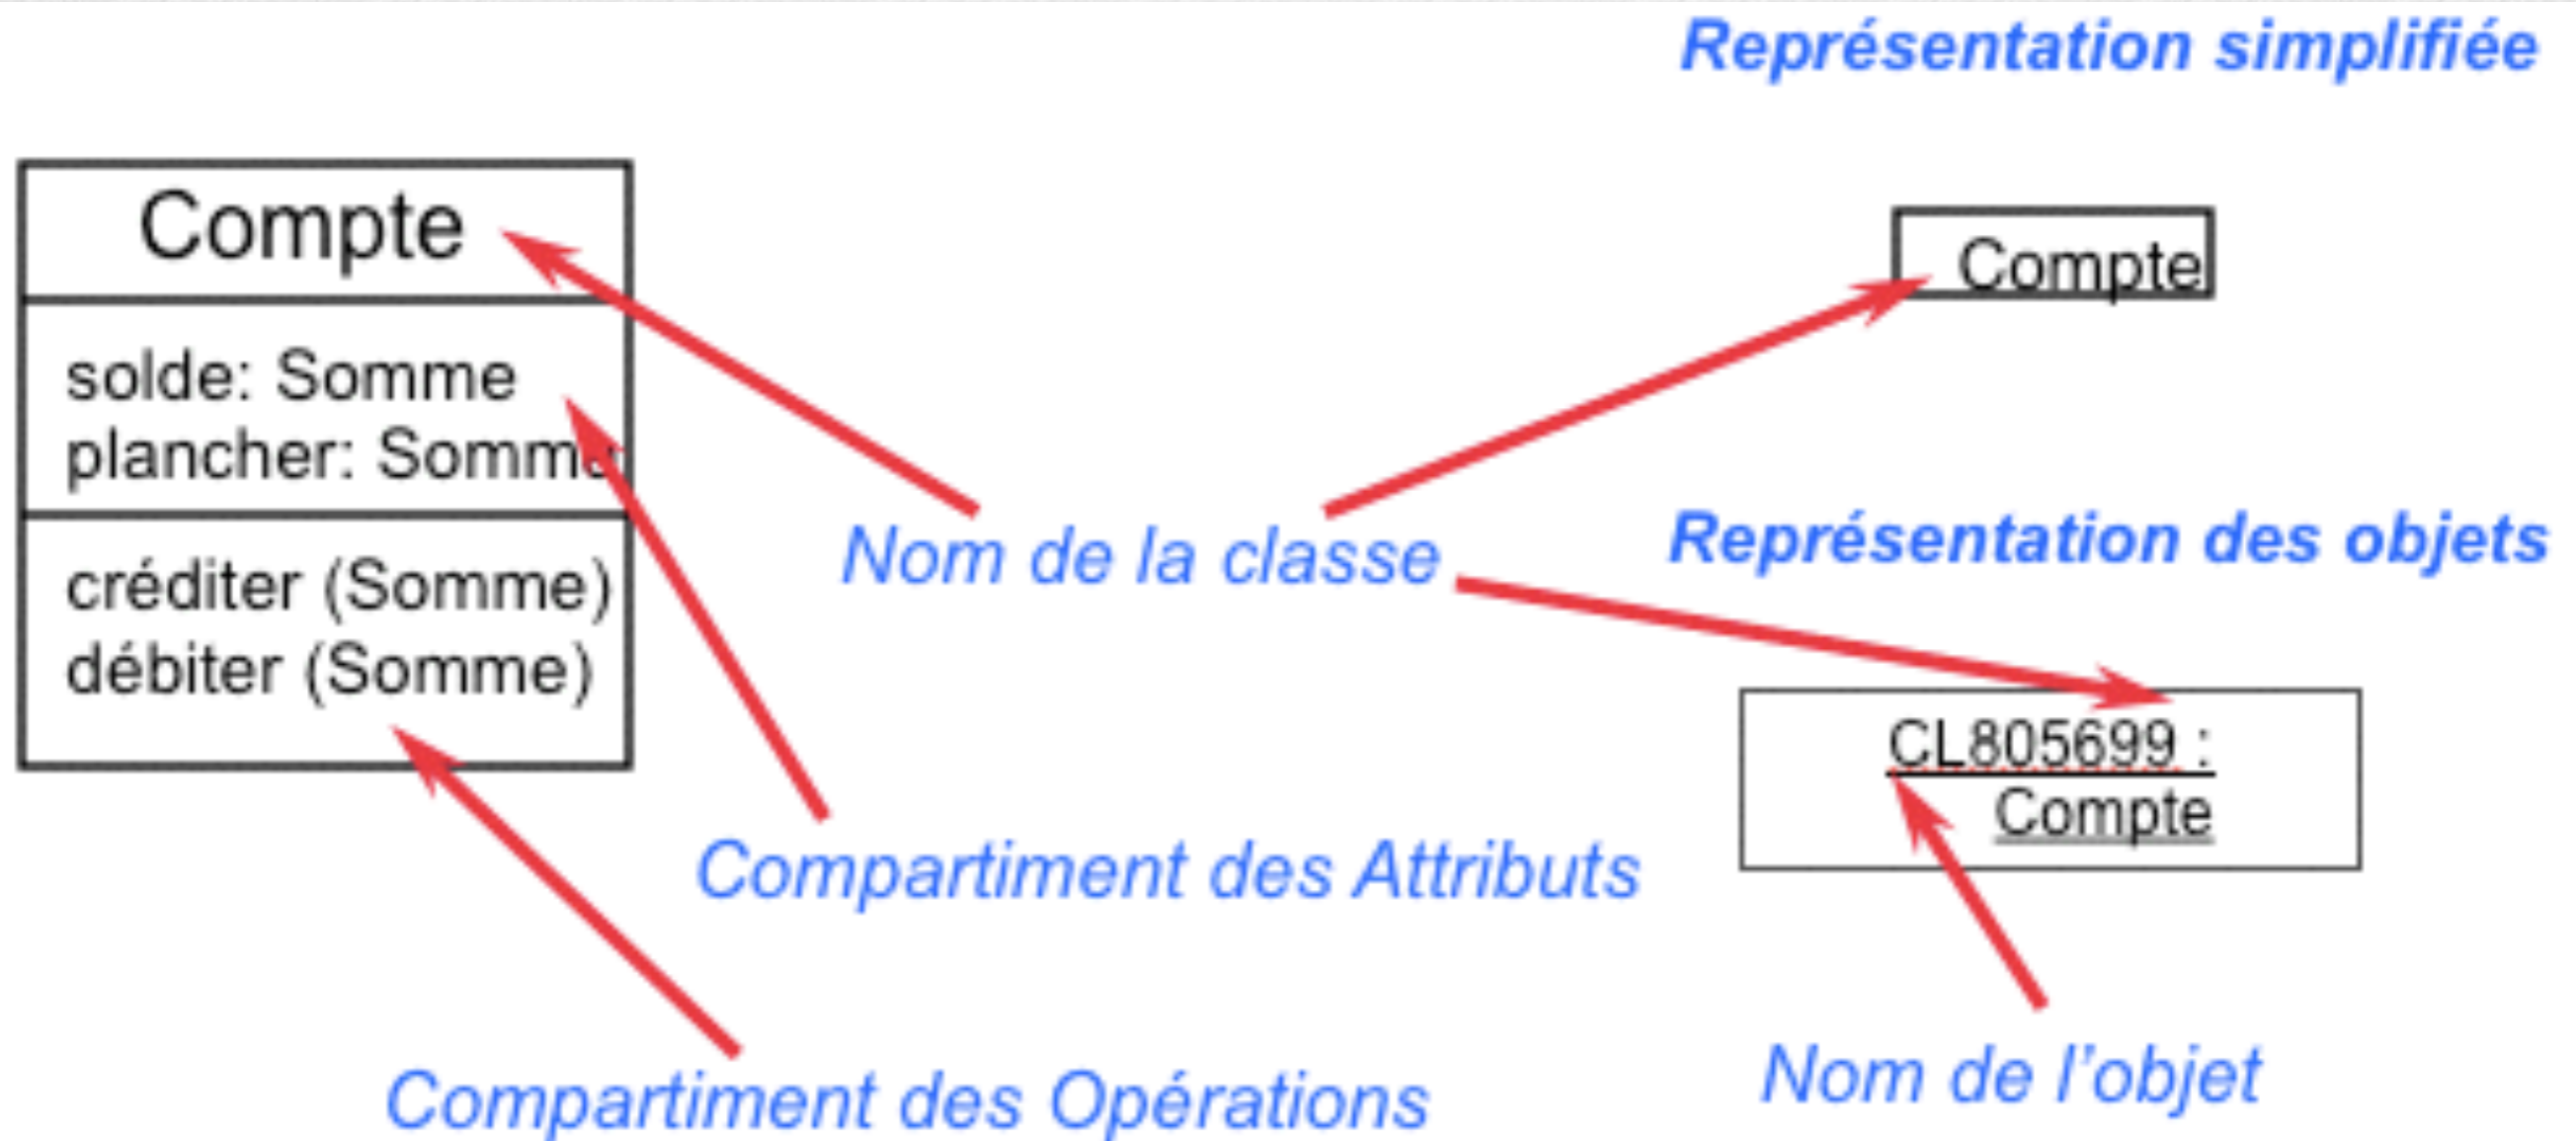 Représentation simplifiée
Compte
solde: Somme
plancher: Somme
créditer (Somme)
débiter (Somme)
Compte
Nom de la classe
Représentation des objets
CL805699 :
Compte
Compartiment des Attributs
Nom de l’objet
Compartiment des Opérations